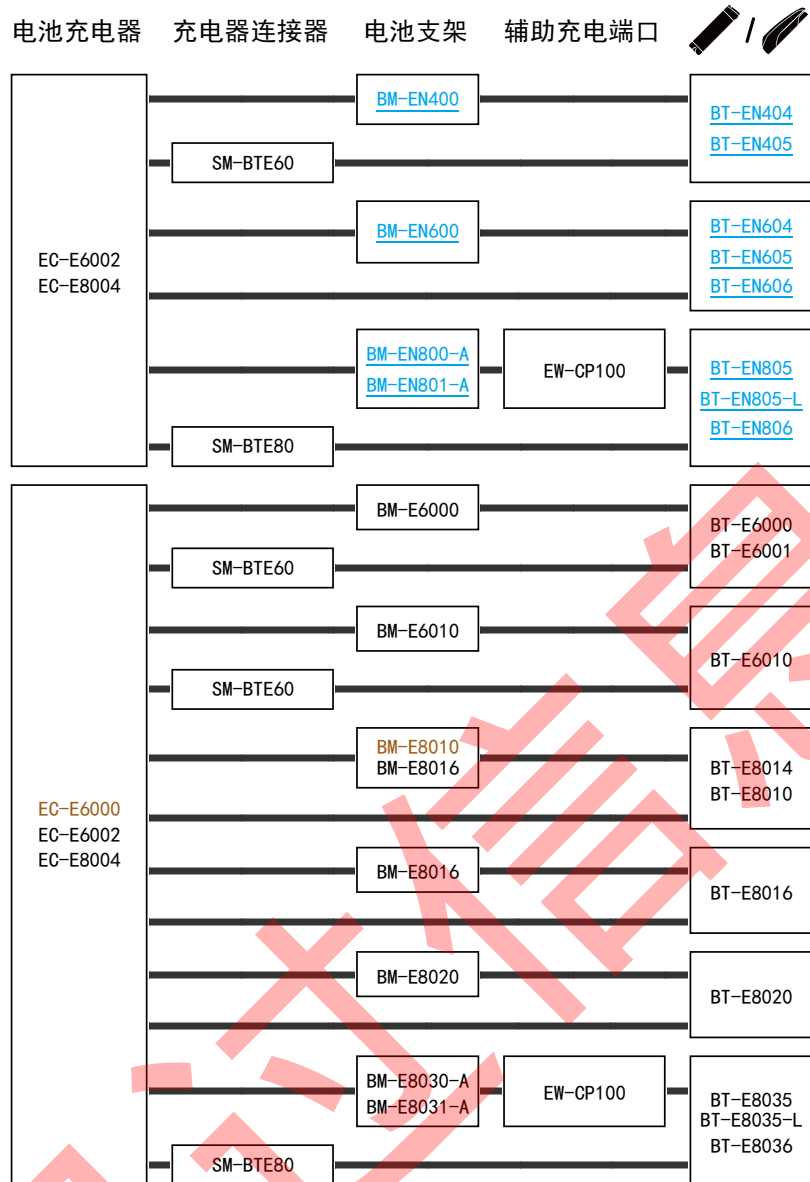 电池充电器 充电器连接器 电池支架 辅助充电端口 /
BM-EN400
BT-EN404
BT-EN405
SM-BTE60
EC-E6002
EC-E8004
BM-EN600
BT-EN604
BT-EN605
BT-EN606
BM-EN800-A
BM-EN801-A
EW-CP100
BT-EN805
BT-EN805-L
BT-EN806
SM-BTE80
BM-E6000
BT-E6000
BT-E6001
SM-BTE60
BM-E6010
BT-E6010
SM-BTE60
EC-E6000
EC-E6002
EC-E8004
BM-E8010
BM-E8016
BT-E8014
BT-E8010
BM-E8016
BT-E8016
BM-E8020
BT-E8020
BM-E8030-A
BM-E8031-A
EW-CP100
BT-E8035
BT-E8035-L
BT-E8036
SM-BTE80
过信息